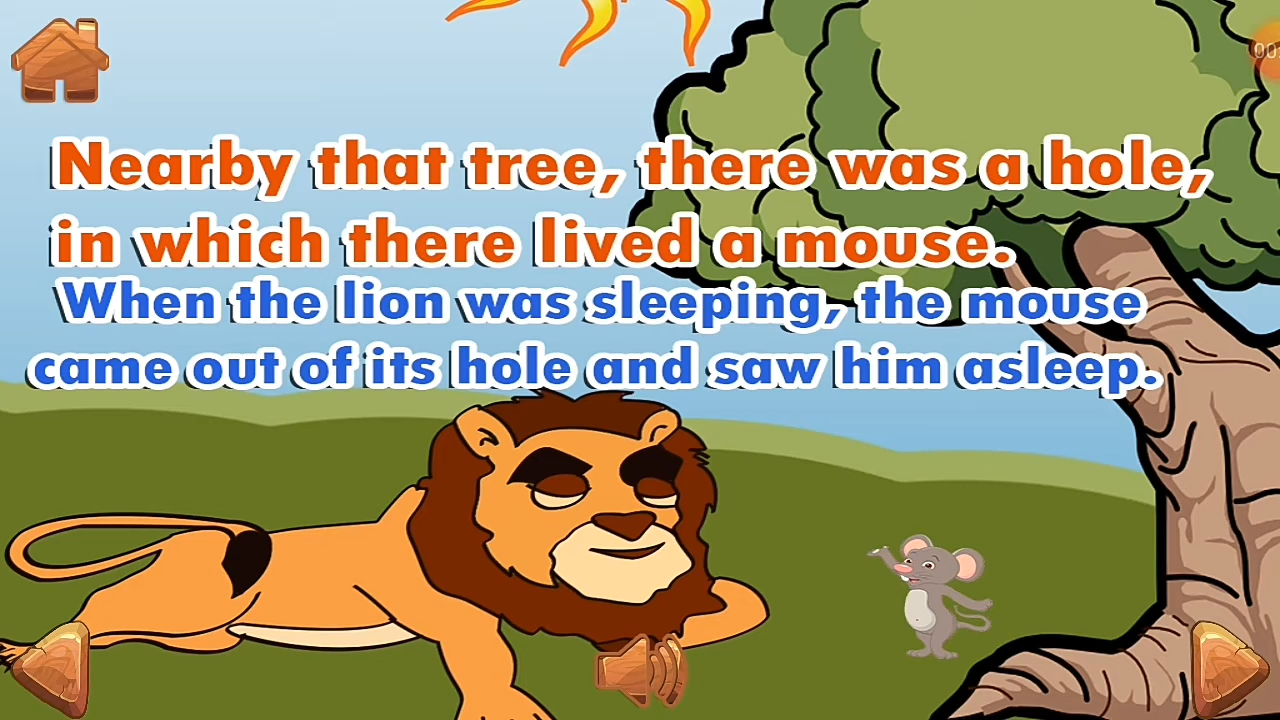 Nearby that tree, there was a hole,
in which there lived a mouse.
When the lion was sleeping, the mouse
came out of its hole and saw him asleep.